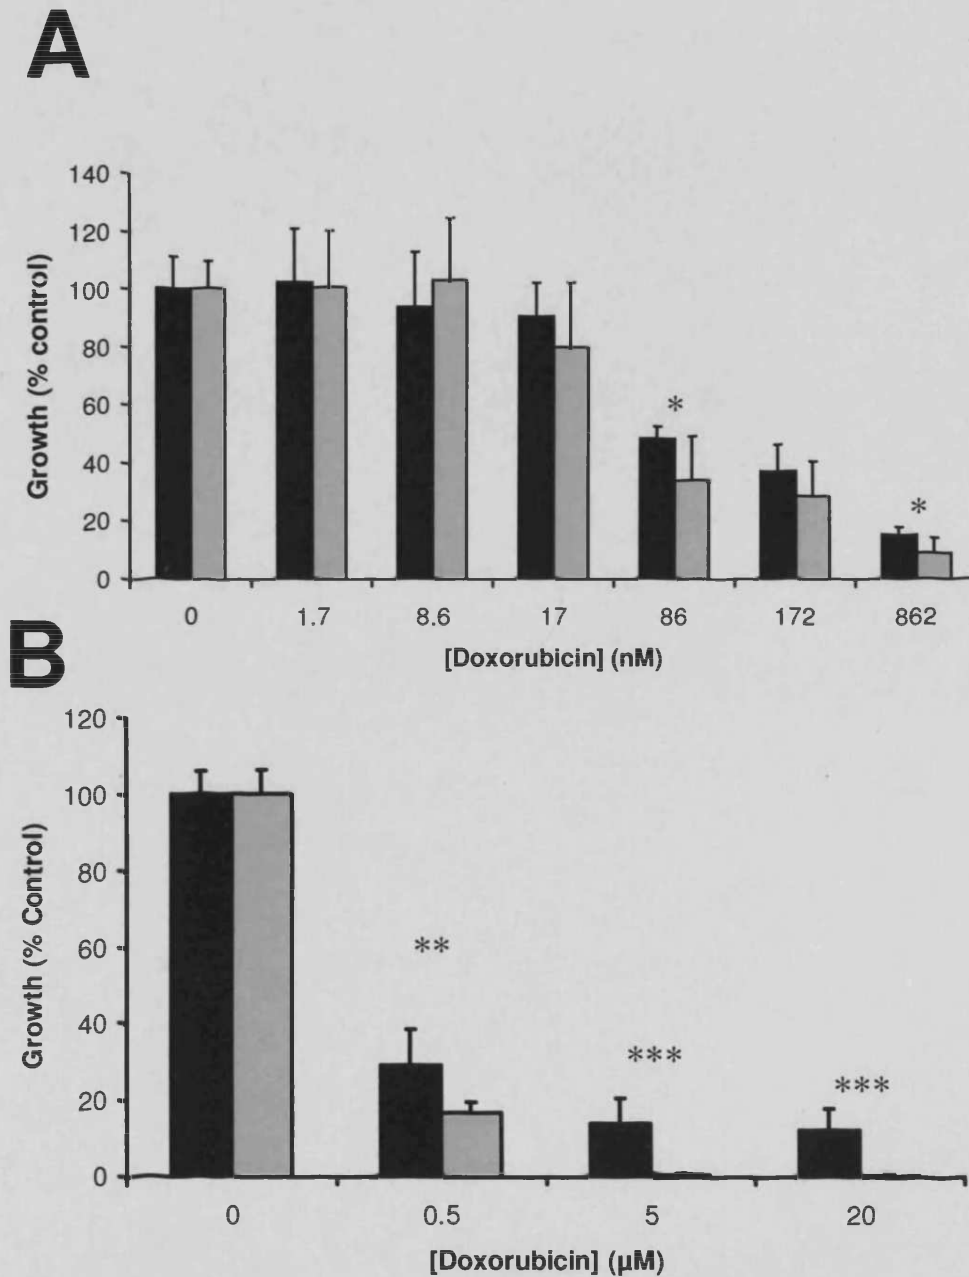 A
140
120
100
80
60
40
20
0
Growth (% control)
*
*
0 1.7 8.6 17 86 172 862
[Doxorubicin] (nM)
B
120
100
80
60
40
20
0
Growth (% Control)
**
***
***
0 0.5 5 20
[Doxorubicin] (µM)